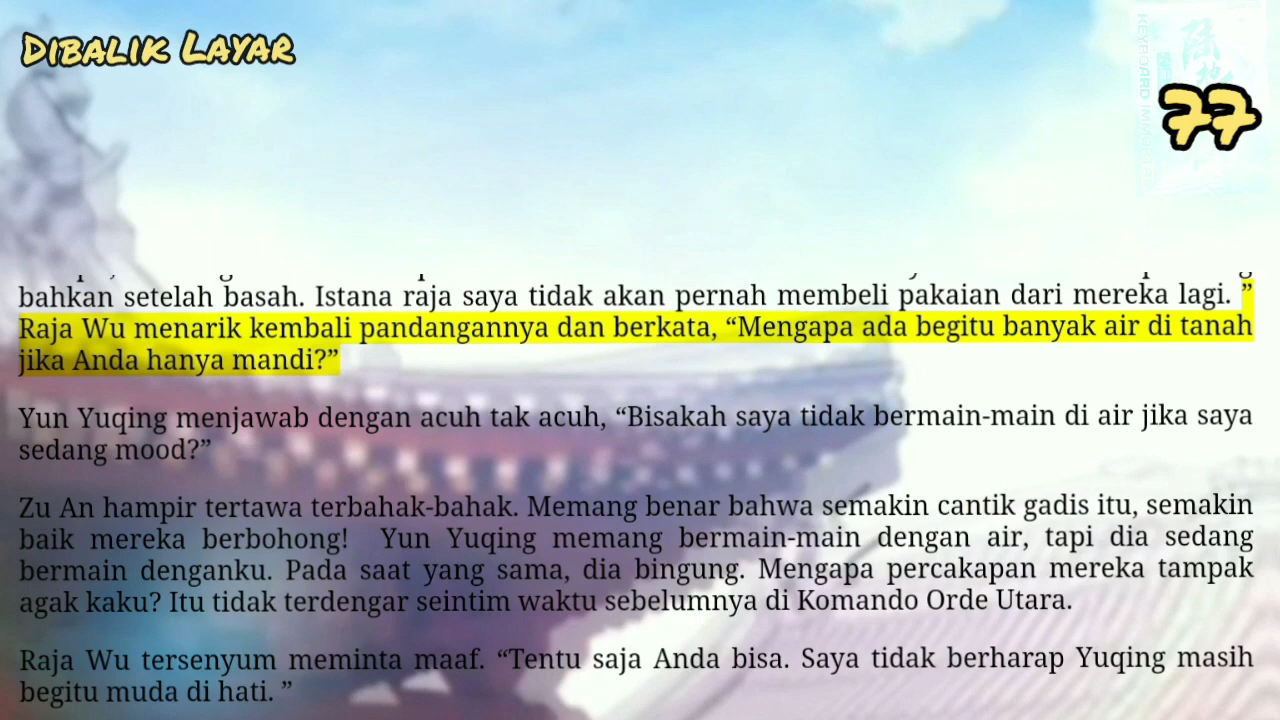 Dibalik Layar
77
KEYBOARD IMMORTAL
bahkan setelah basah. Istana raja saya tidak akan pernah membeli pakaian dari mereka lagi. ”
Raja Wu menarik kembali pandangannya dan berkata, “Mengapa ada begitu banyak air di tanah
jika Anda hanya mandi?”
Yun Yuqing menjawab dengan acuh tak acuh, “Bisakah saya tidak bermain-main di air jika saya
sedang mood?”
Zu An hampir tertawa terbahak-bahak. Memang benar bahwa semakin cantik gadis itu, semakin
baik mereka berbohong! Yun Yuqing memang bermain-main dengan air, tapi dia sedang
bermain denganku. Pada saat yang sama, dia bingung. Mengapa percakapan mereka tampak
agak kaku? Itu tidak terdengar seintim waktu sebelumnya di Komando Orde Utara.
Raja Wu tersenyum meminta maaf. “Tentu saja Anda bisa. Saya tidak berharap Yuqing masih
begitu muda di hati. ”